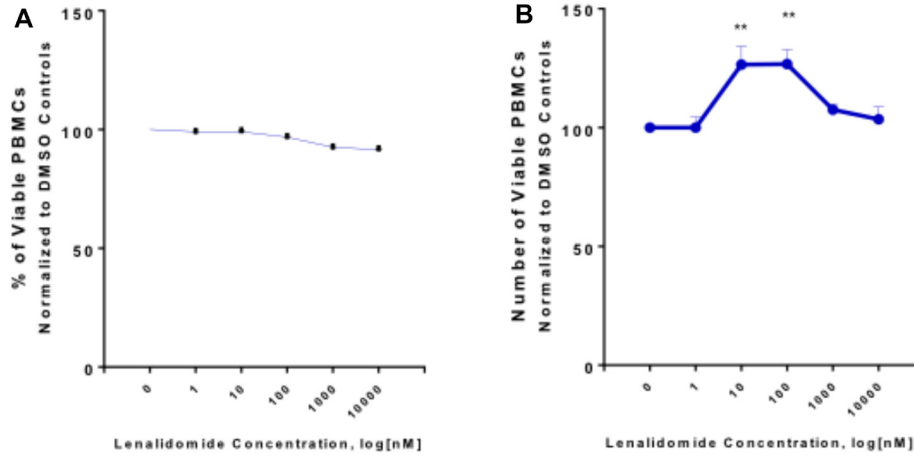 A
% of Viable PBMCs
Normalized to DMSO Controls
150
100
50
0
0
1
10
100
1000
10000
Lenalidomide Concentration, log[nM]
B
Number of Viable PBMCs
Normalized to DMSO Controls
150
100
50
0
**
**
0
1
10
100
1000
10000
Lenalidomide Concentration, log[nM]